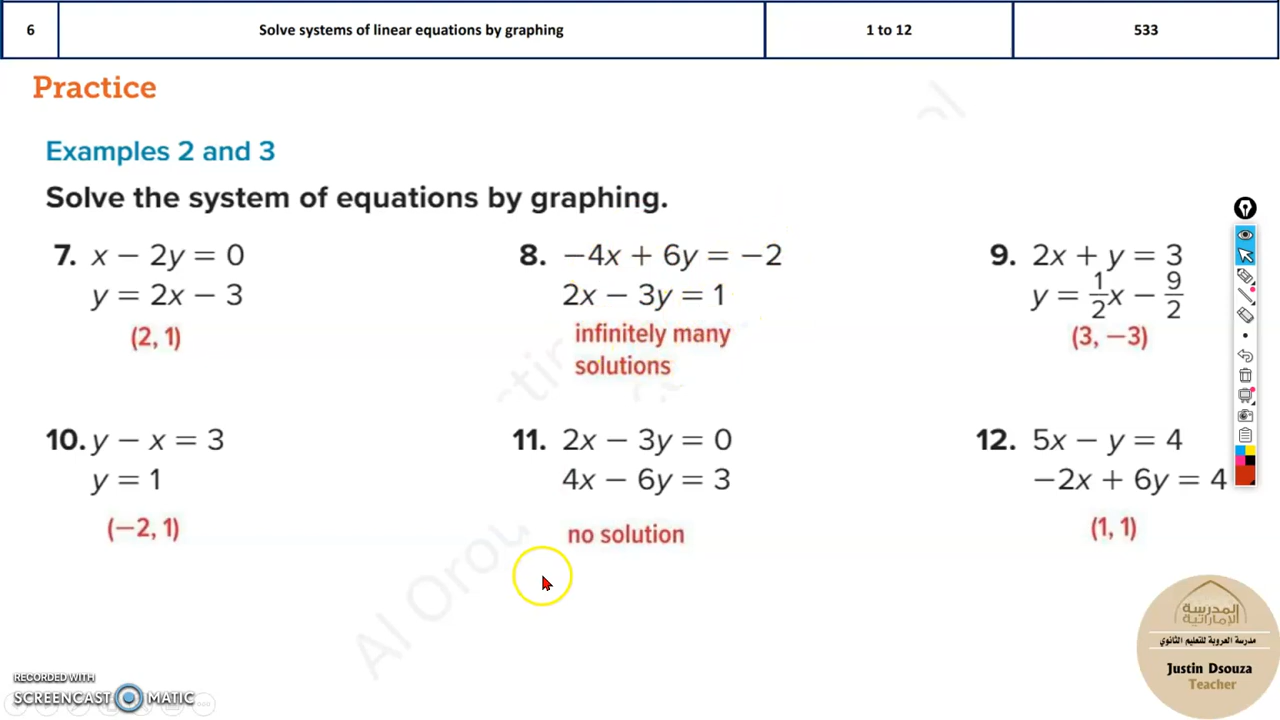 6 Solve systems of linear equations by graphing 1 to 12 533
Practice
Examples 2 and 3
Solve the system of equations by graphing.
7. x − 2y = 0
y = 2x − 3
(2, 1)
8. −4x + 6y = −2
2x − 3y = 1
infinitely many
solutions
9. 2x + y = 3
y = 1/2x − 9/2
(3, −3)
10. y − x = 3
y = 1
(−2, 1)
11. 2x − 3y = 0
4x − 6y = 3
no solution
12. 5x − y = 4
−2x + 6y = 4
(1, 1)
Al Orou
المدرسة
الإماراتية
مدرسة العروبة للتعليم الثانوي
Justin Dsouza
Teacher
RECORDED WITH
SCREENCAST MATIC